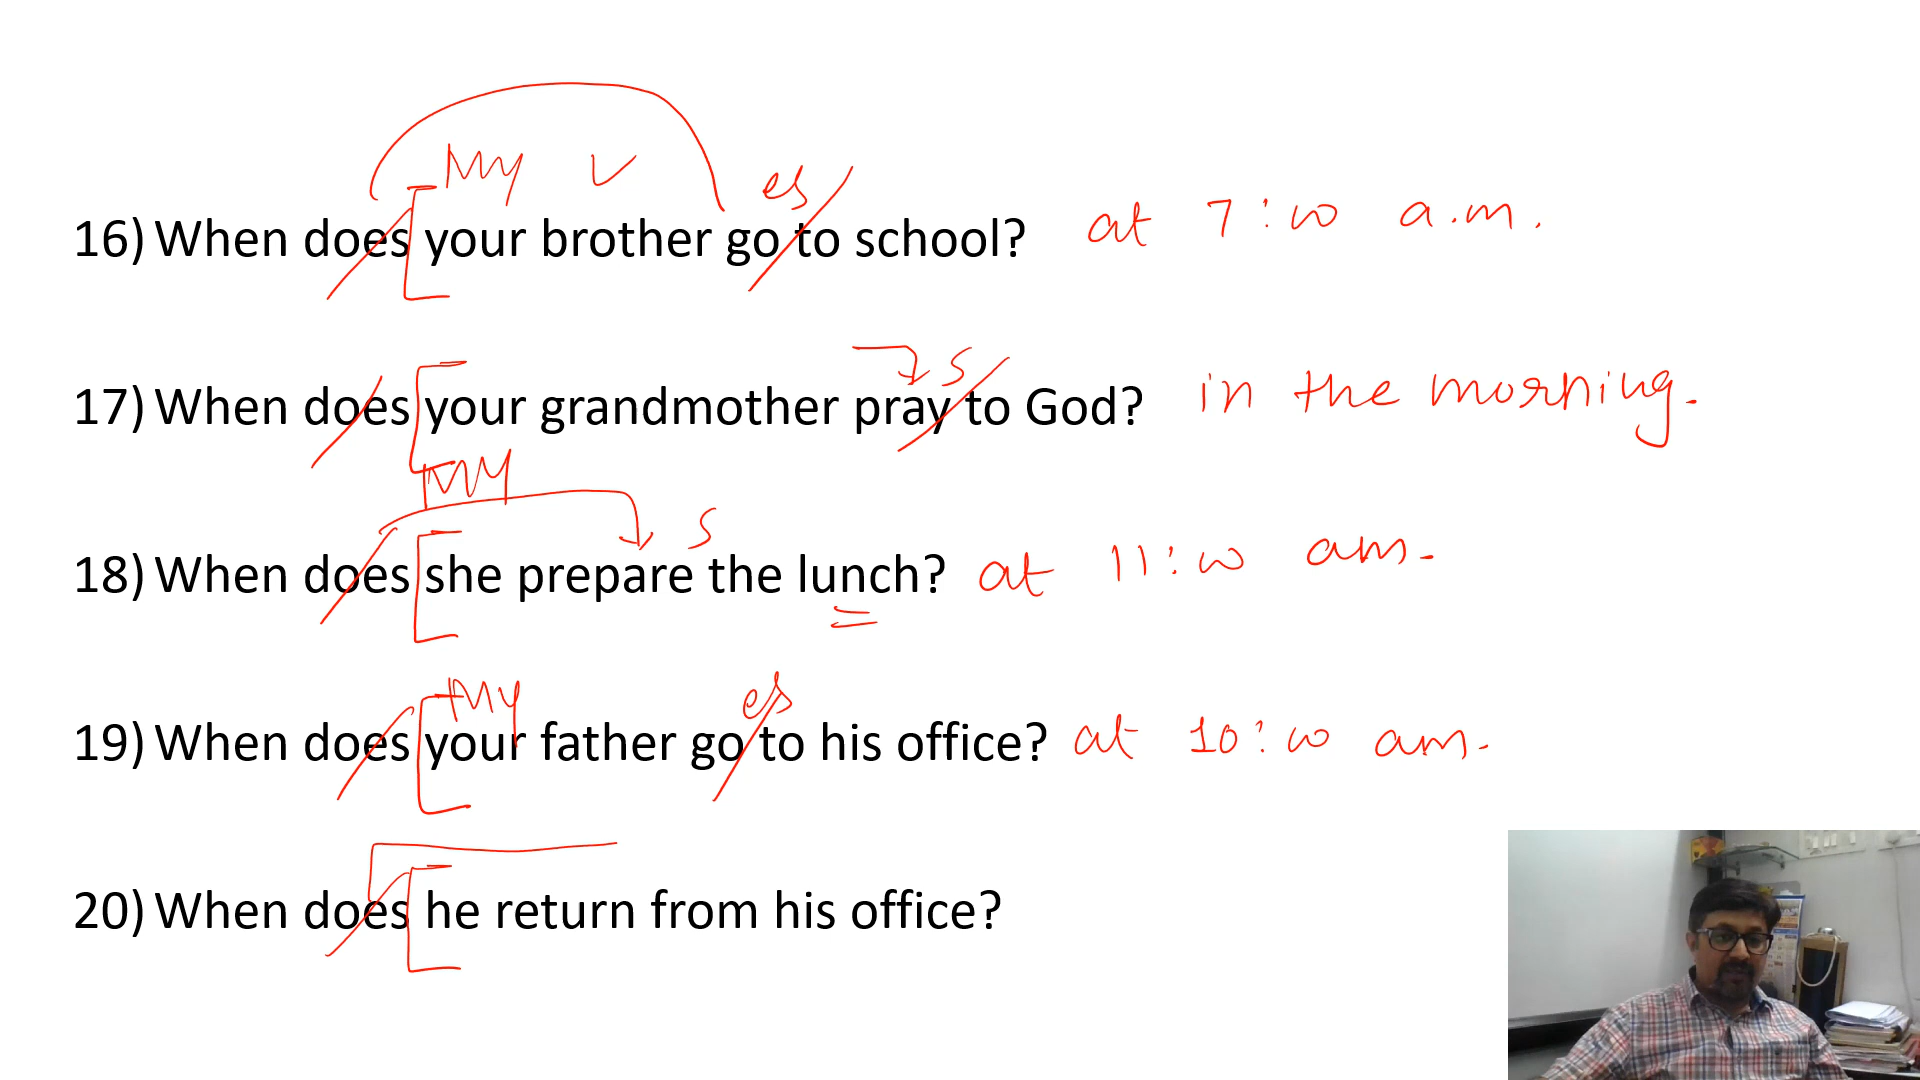 My ✓ es
16) When does your brother go to school? at 7:00 a.m.
s
17) When does your grandmother pray to God? in the morning.
My
s
18) When does she prepare the lunch? at 11:00 am.
My es
19) When does your father go to his office? at 10:00 am.
20) When does he return from his office?